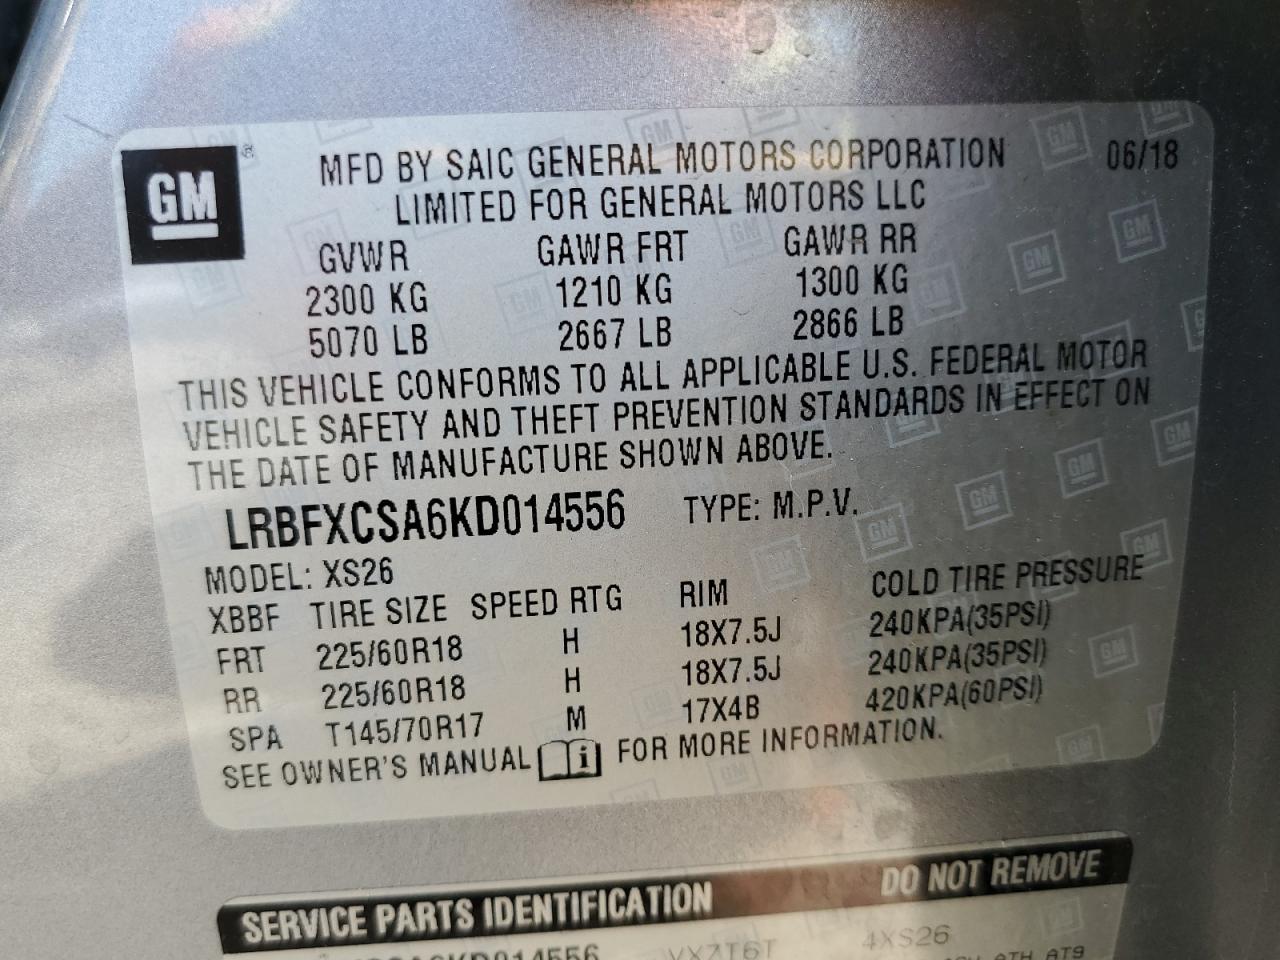 GM ®
MFD BY SAIC GENERAL MOTORS CORPORATION 06/18
LIMITED FOR GENERAL MOTORS LLC
GVWR GAWR FRT GAWR RR
2300 KG 1210 KG 1300 KG
5070 LB 2667 LB 2866 LB
THIS VEHICLE CONFORMS TO ALL APPLICABLE U.S. FEDERAL MOTOR
VEHICLE SAFETY AND THEFT PREVENTION STANDARDS IN EFFECT ON
THE DATE OF MANUFACTURE SHOWN ABOVE.
LRBFXCSA6KD014556 TYPE: M.P.V.
MODEL: XS26
XBBF TIRE SIZE SPEED RTG RIM COLD TIRE PRESSURE
FRT 225/60R18 H 18X7.5J 240KPA(35PSI)
RR 225/60R18 H 18X7.5J 240KPA(35PSI)
SPA T145/70R17 M 17X4B 420KPA(60PSI)
SEE OWNER'S MANUAL i FOR MORE INFORMATION.
SERVICE PARTS IDENTIFICATION DO NOT REMOVE
4XS26
AT9